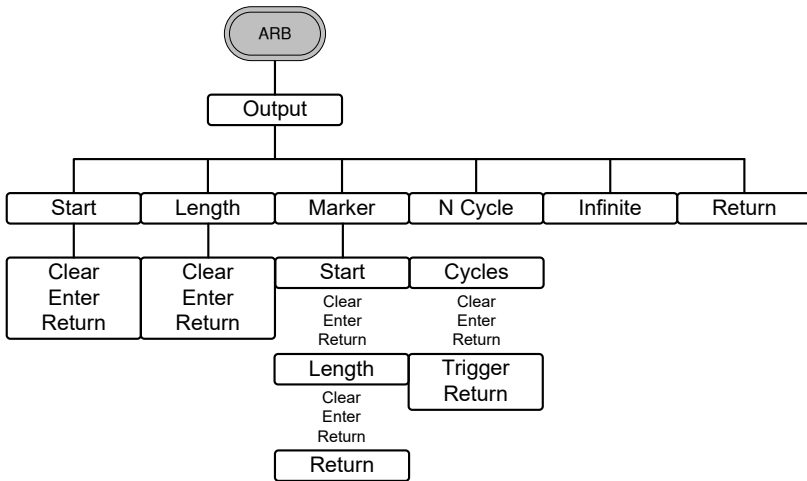 ARB
Output
Start Length Marker N Cycle Infinite Return
Clear
Enter
Return
Clear
Enter
Return
Start
Clear
Enter
Return
Length
Clear
Enter
Return
Return
Cycles
Clear
Enter
Return
Trigger
Return